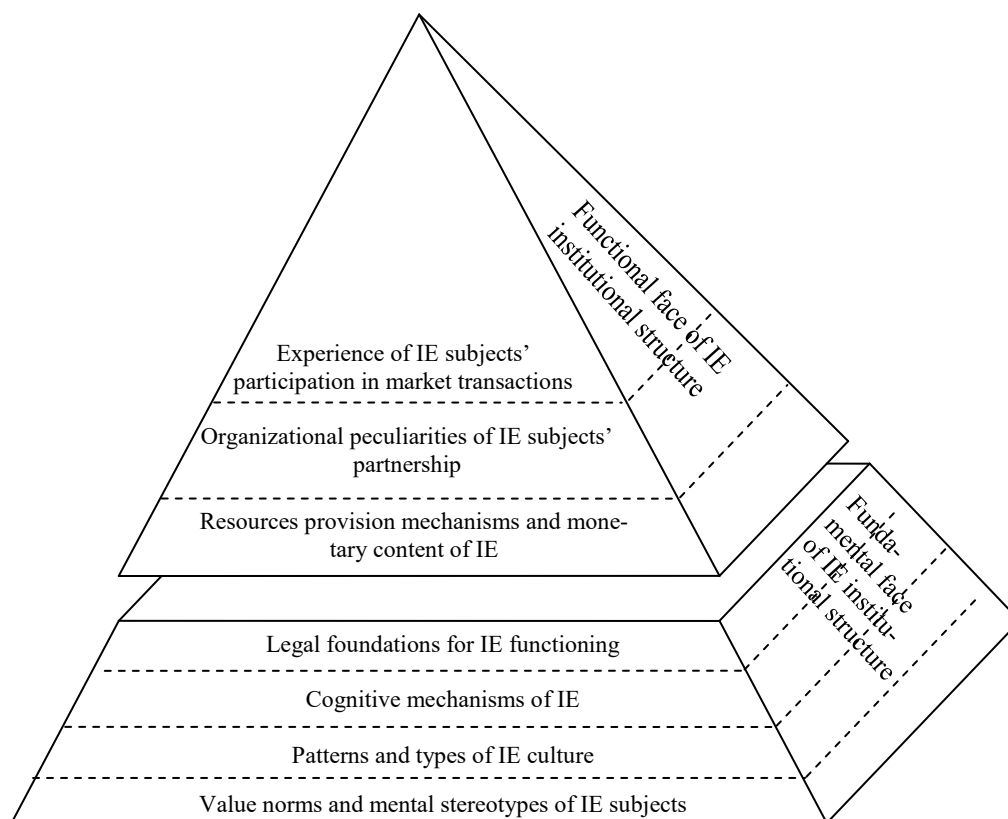 Functional face of IE
institutional structure
Experience of IE subjects’
participation in market transactions
Organizational peculiarities of IE subjects’
partnership
Resources provision mechanisms and mone-
tary content of IE
Funda-
mental face
of IE institu-
tional structure
Legal foundations for IE functioning
Cognitive mechanisms of IE
Patterns and types of IE culture
Value norms and mental stereotypes of IE subjects